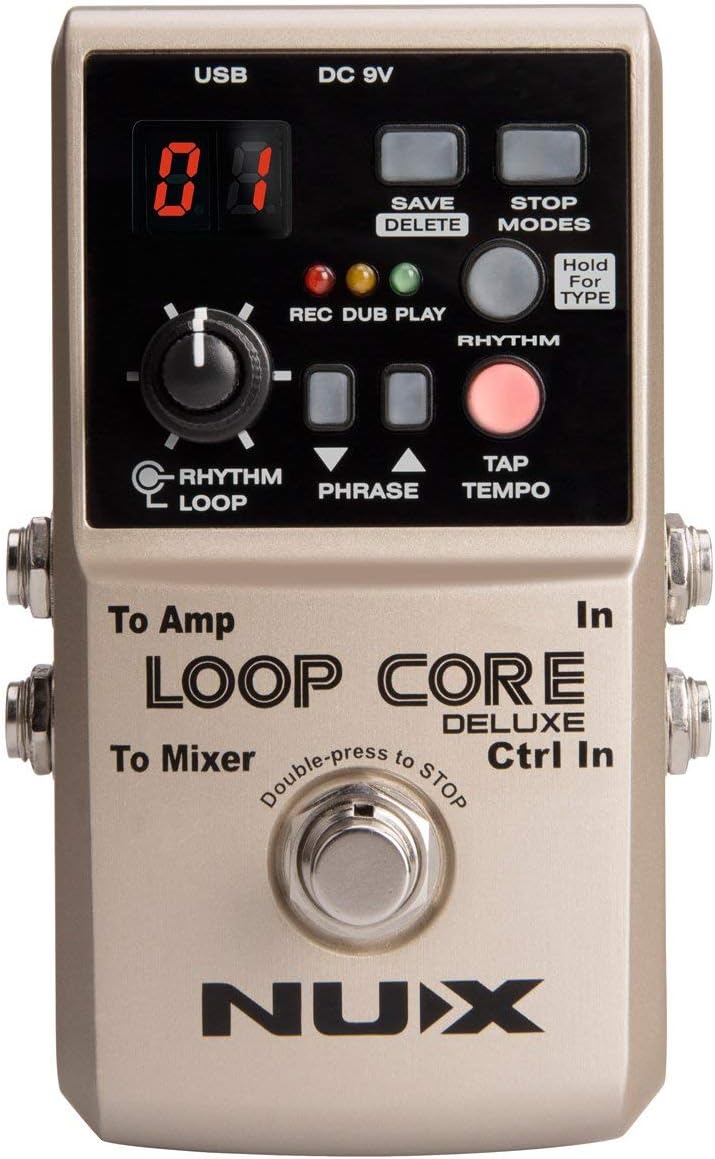 USB DC 9V
01
SAVE STOP
DELETE MODES
Hold
For
TYPE
REC DUB PLAY
RHYTHM
RHYTHM
LOOP
PHRASE
TAP
TEMPO
To Amp In
LOOP CORE
DELUXE
To Mixer Ctrl In
Double-press to STOP
NUX